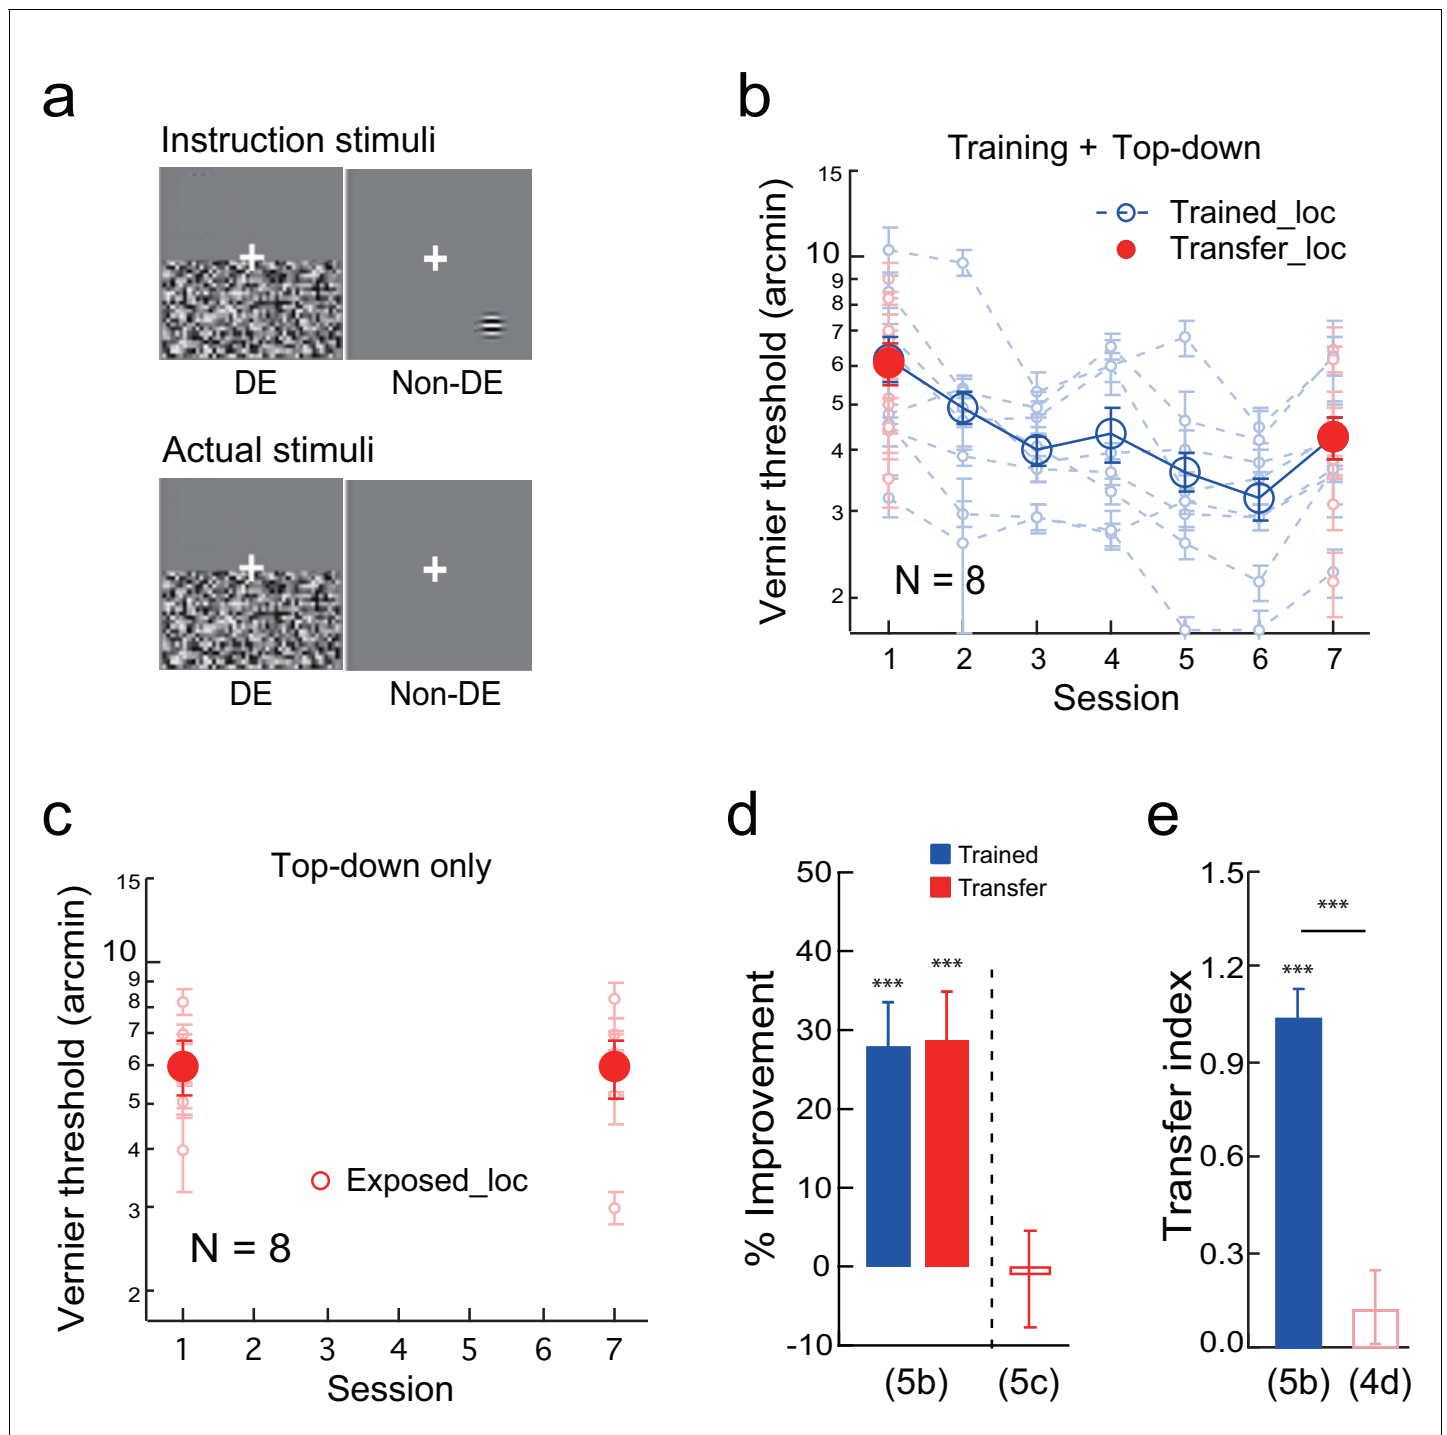 a
Instruction stimuli
DE
Non-DE
Actual stimuli
DE
Non-DE
b
Training + Top-down
Vernier threshold (arcmin)
15
10
9
8
7
6
5
4
3
2
Trained_loc
Transfer_loc
N = 8
1 2 3 4 5 6 7
Session
c
Top-down only
Vernier threshold (arcmin)
15
10
9
8
7
6
5
4
3
2
Exposed_loc
N = 8
1 2 3 4 5 6 7
Session
d
Trained
Transfer
% Improvement
50
40
30
20
10
0
-10
*** ***
(5b) (5c)
e
Transfer index
1.5
1.2
0.9
0.6
0.3
0.0
***
***
(5b) (4d)